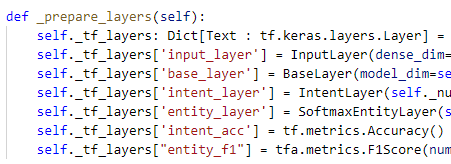 def _prepare_layers(self):
self._tf_layers: Dict[Text : tf.keras.layers.Layer] =
self._tf_layers['input_layer'] = InputLayer(dense_dim=
self._tf_layers['base_layer'] = BaseLayer(model_dim=se
self._tf_layers['intent_layer'] = IntentLayer(self._nu
self._tf_layers['entity_layer'] = SoftmaxEntityLayer(s
self._tf_layers['intent_acc'] = tf.metrics.Accuracy()
self._tf_layers["entity_f1"] = tfa.metrics.F1Score(num